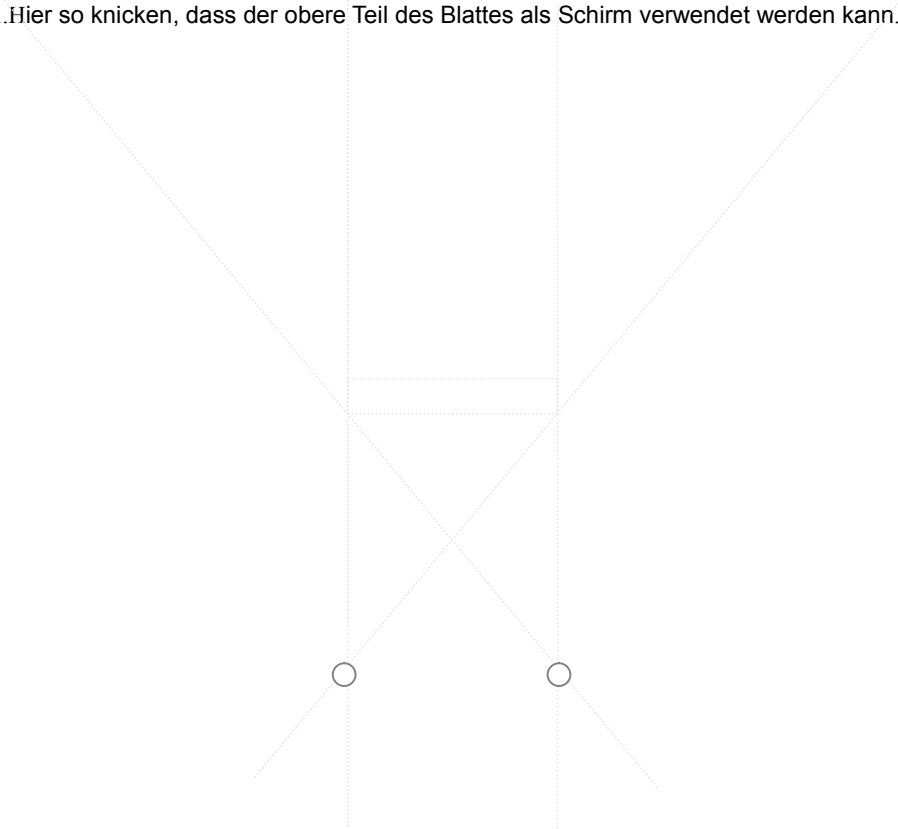 .Hier so knicken, dass der obere Teil des Blattes als Schirm verwendet werden kann.